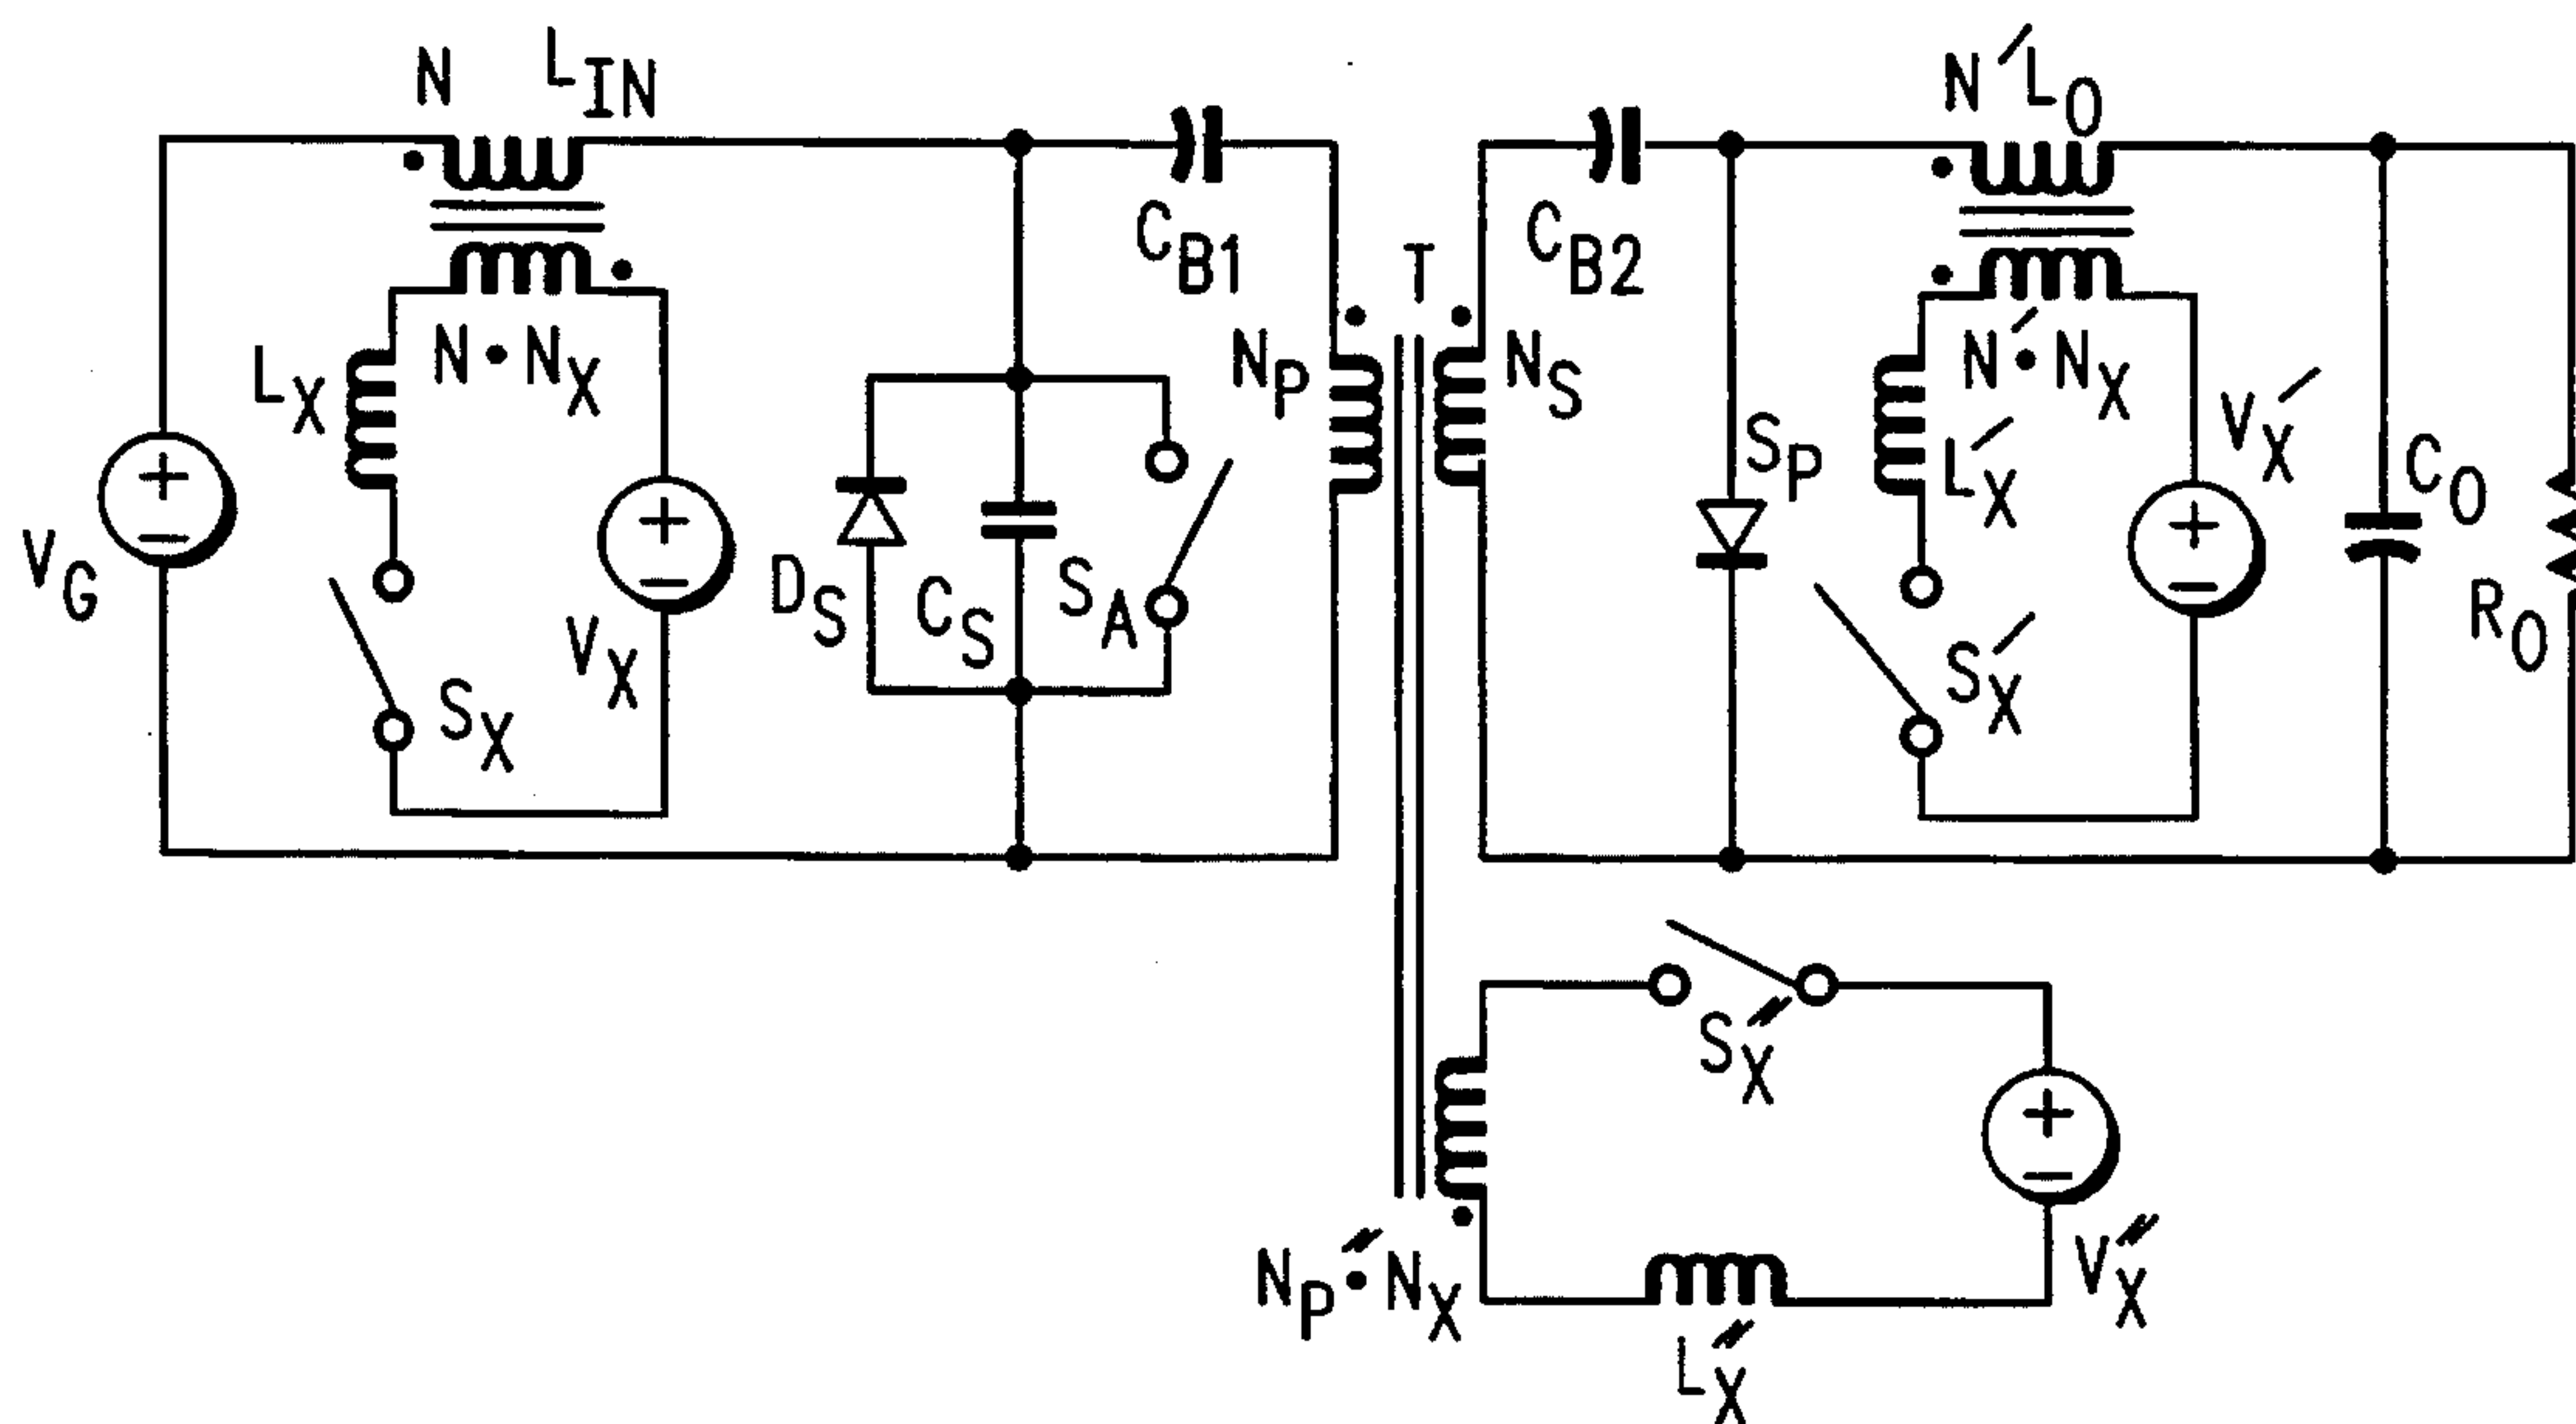 N
L_IN
N′
L_O
C_B1
T
C_B2
N_P
N_S
L_X
N • N_X
N′ • N_X
S_P
L′_X
V′_X
C_O
V_G
D_S
C_S
S_A
V_X
S_X
S′_X
R_O
S″_X
N_P″ • N_X
V″_X
L″_X